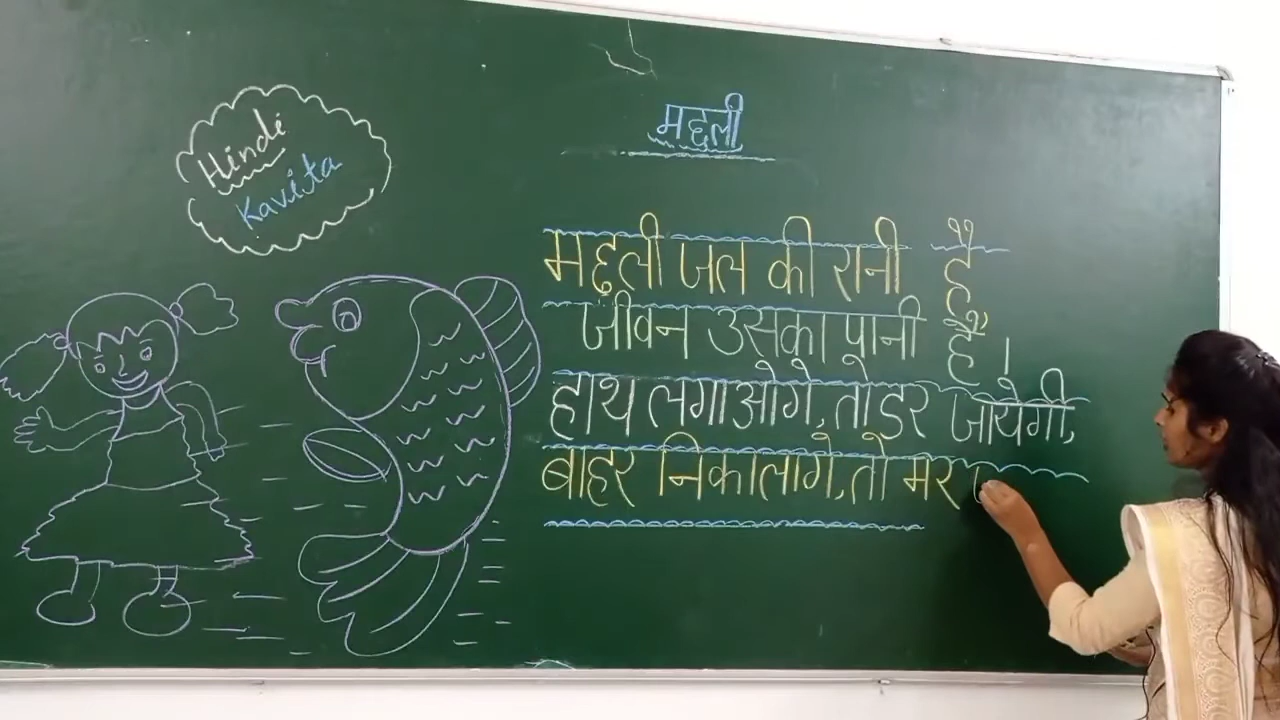 Hindi
Kavita
मछली
मछली जल की रानी है,
जीवन उसका पानी है।
हाथ लगाओगे, तो डर जायेगी,
बाहर निकालागे, तो मर